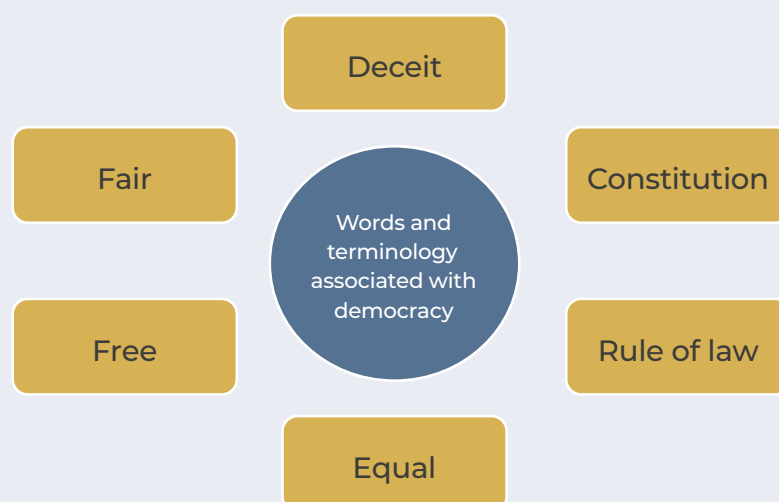 Deceit
Fair
Constitution
Words and
terminology
associated with
democracy
Free
Rule of law
Equal